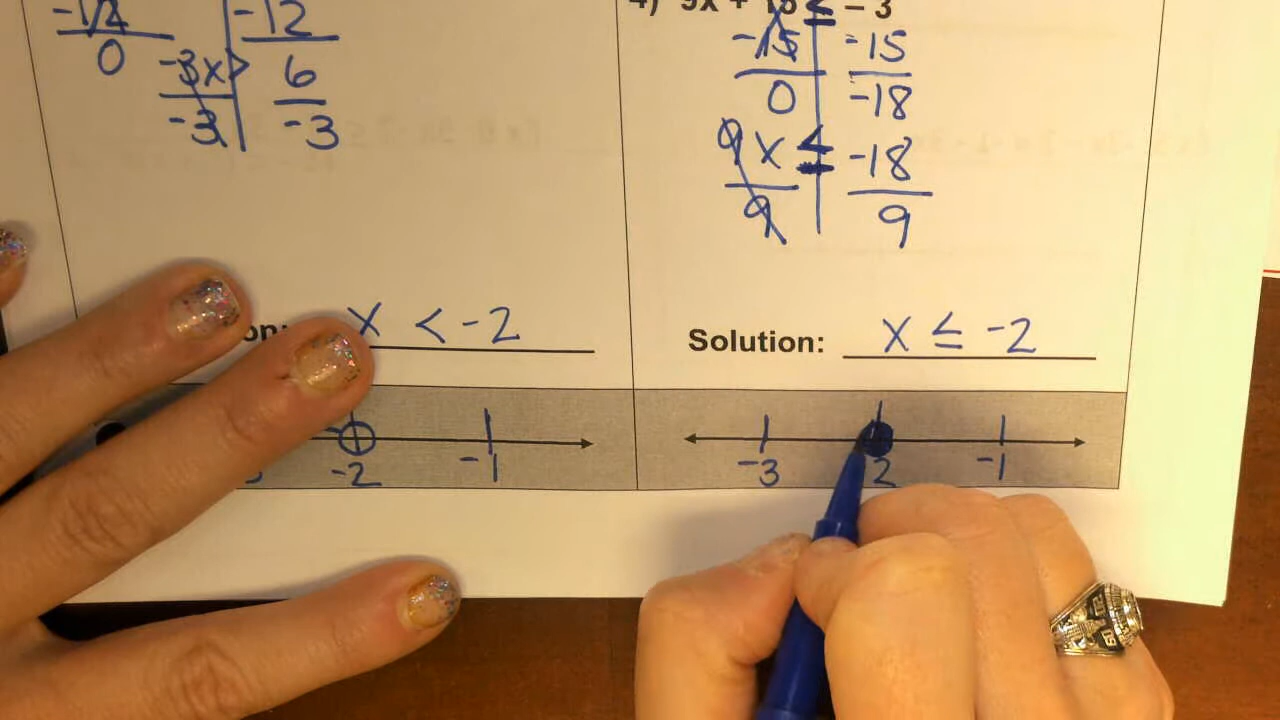 -12 -12
0
-3x > 6
-3 -3
x < -2
-2 -1
4) 9x + 15 ≤ - 3
-15 -15
0 -18
9x ≤ -18
9 9
Solution: x ≤ -2
-3 2 -1